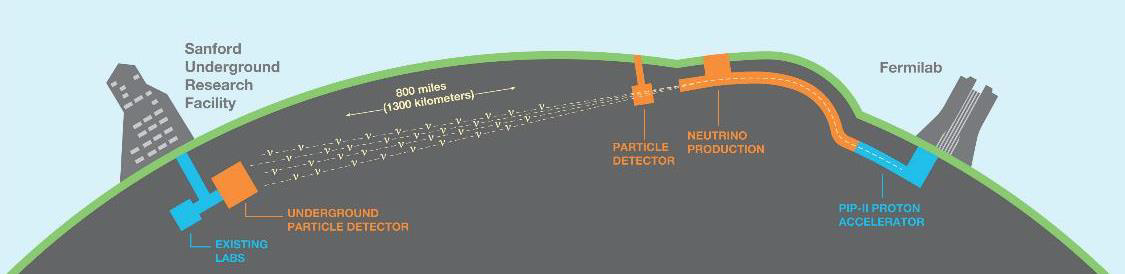 Sanford
Underground
Research
Facility
800 miles
(1300 kilometers)
Fermilab
ν ν ν ν ν ν ν
ν ν ν ν ν ν ν
ν ν ν ν ν ν
ν ν
PARTICLE
DETECTOR
NEUTRINO
PRODUCTION
PIP-II PROTON
ACCELERATOR
UNDERGROUND
PARTICLE DETECTOR
EXISTING
LABS